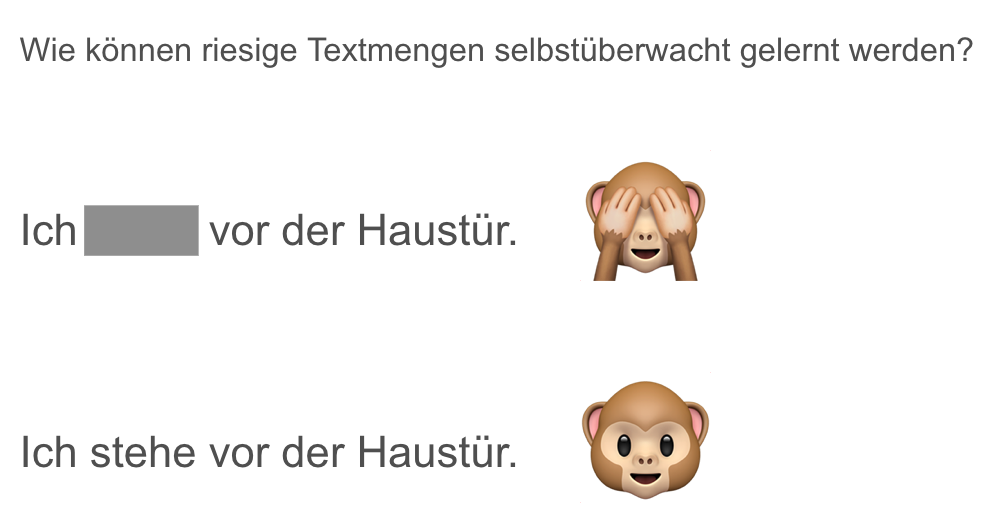 Wie können riesige Textmengen selbstüberwacht gelernt werden?
Ich vor der Haustür.
Ich stehe vor der Haustür.